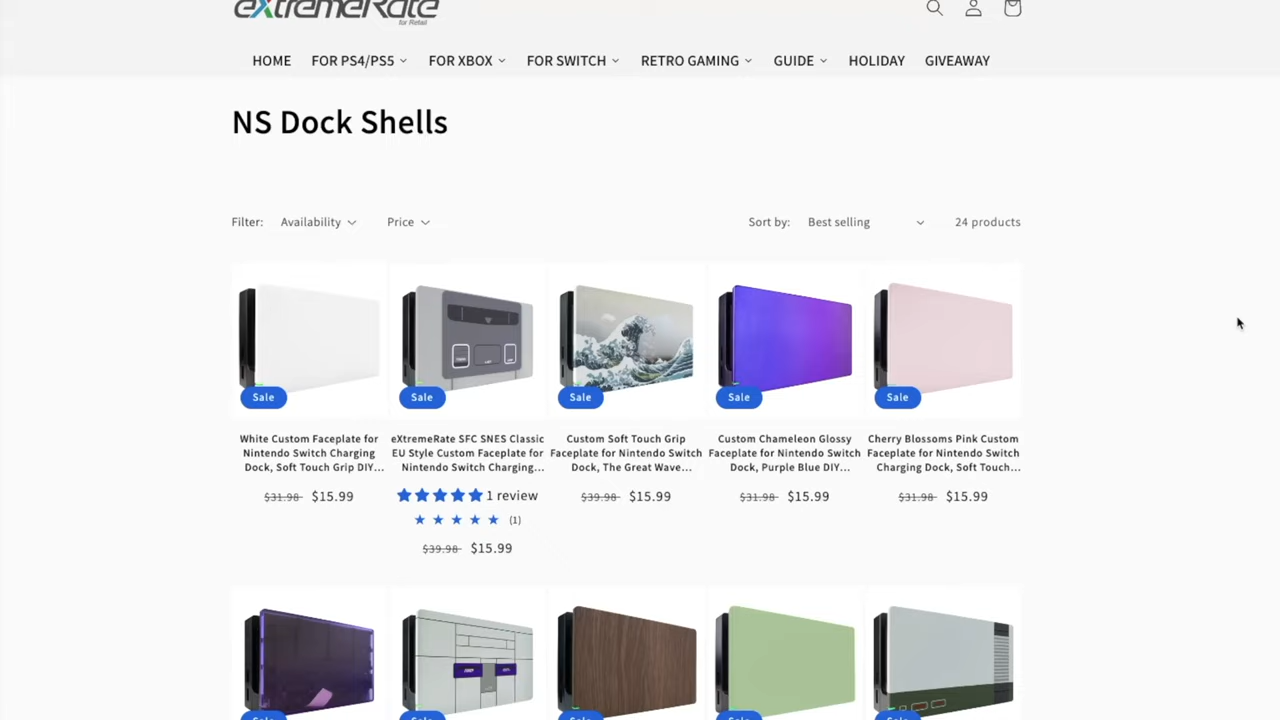 eXtremeRate
for Retail
HOME FOR PS4/PS5 FOR XBOX FOR SWITCH RETRO GAMING GUIDE HOLIDAY GIVEAWAY
NS Dock Shells
Filter: Availability Price Sort by: Best selling 24 products
Sale Sale Sale Sale Sale
White Custom Faceplate for
Nintendo Switch Charging
Dock, Soft Touch Grip DIY...
$31.98 $15.99
eXtremeRate SFC SNES Classic
EU Style Custom Faceplate for
Nintendo Switch Charging...
1 review
(1)
$39.98 $15.99
Custom Soft Touch Grip
Faceplate for Nintendo Switch
Dock, The Great Wave...
$39.98 $15.99
Custom Chameleon Glossy
Faceplate for Nintendo Switch
Dock, Purple Blue DIY...
$31.98 $15.99
Cherry Blossoms Pink Custom
Faceplate for Nintendo Switch
Charging Dock, Soft Touch...
$31.98 $15.99
Sale Sale Sale Sale Sale